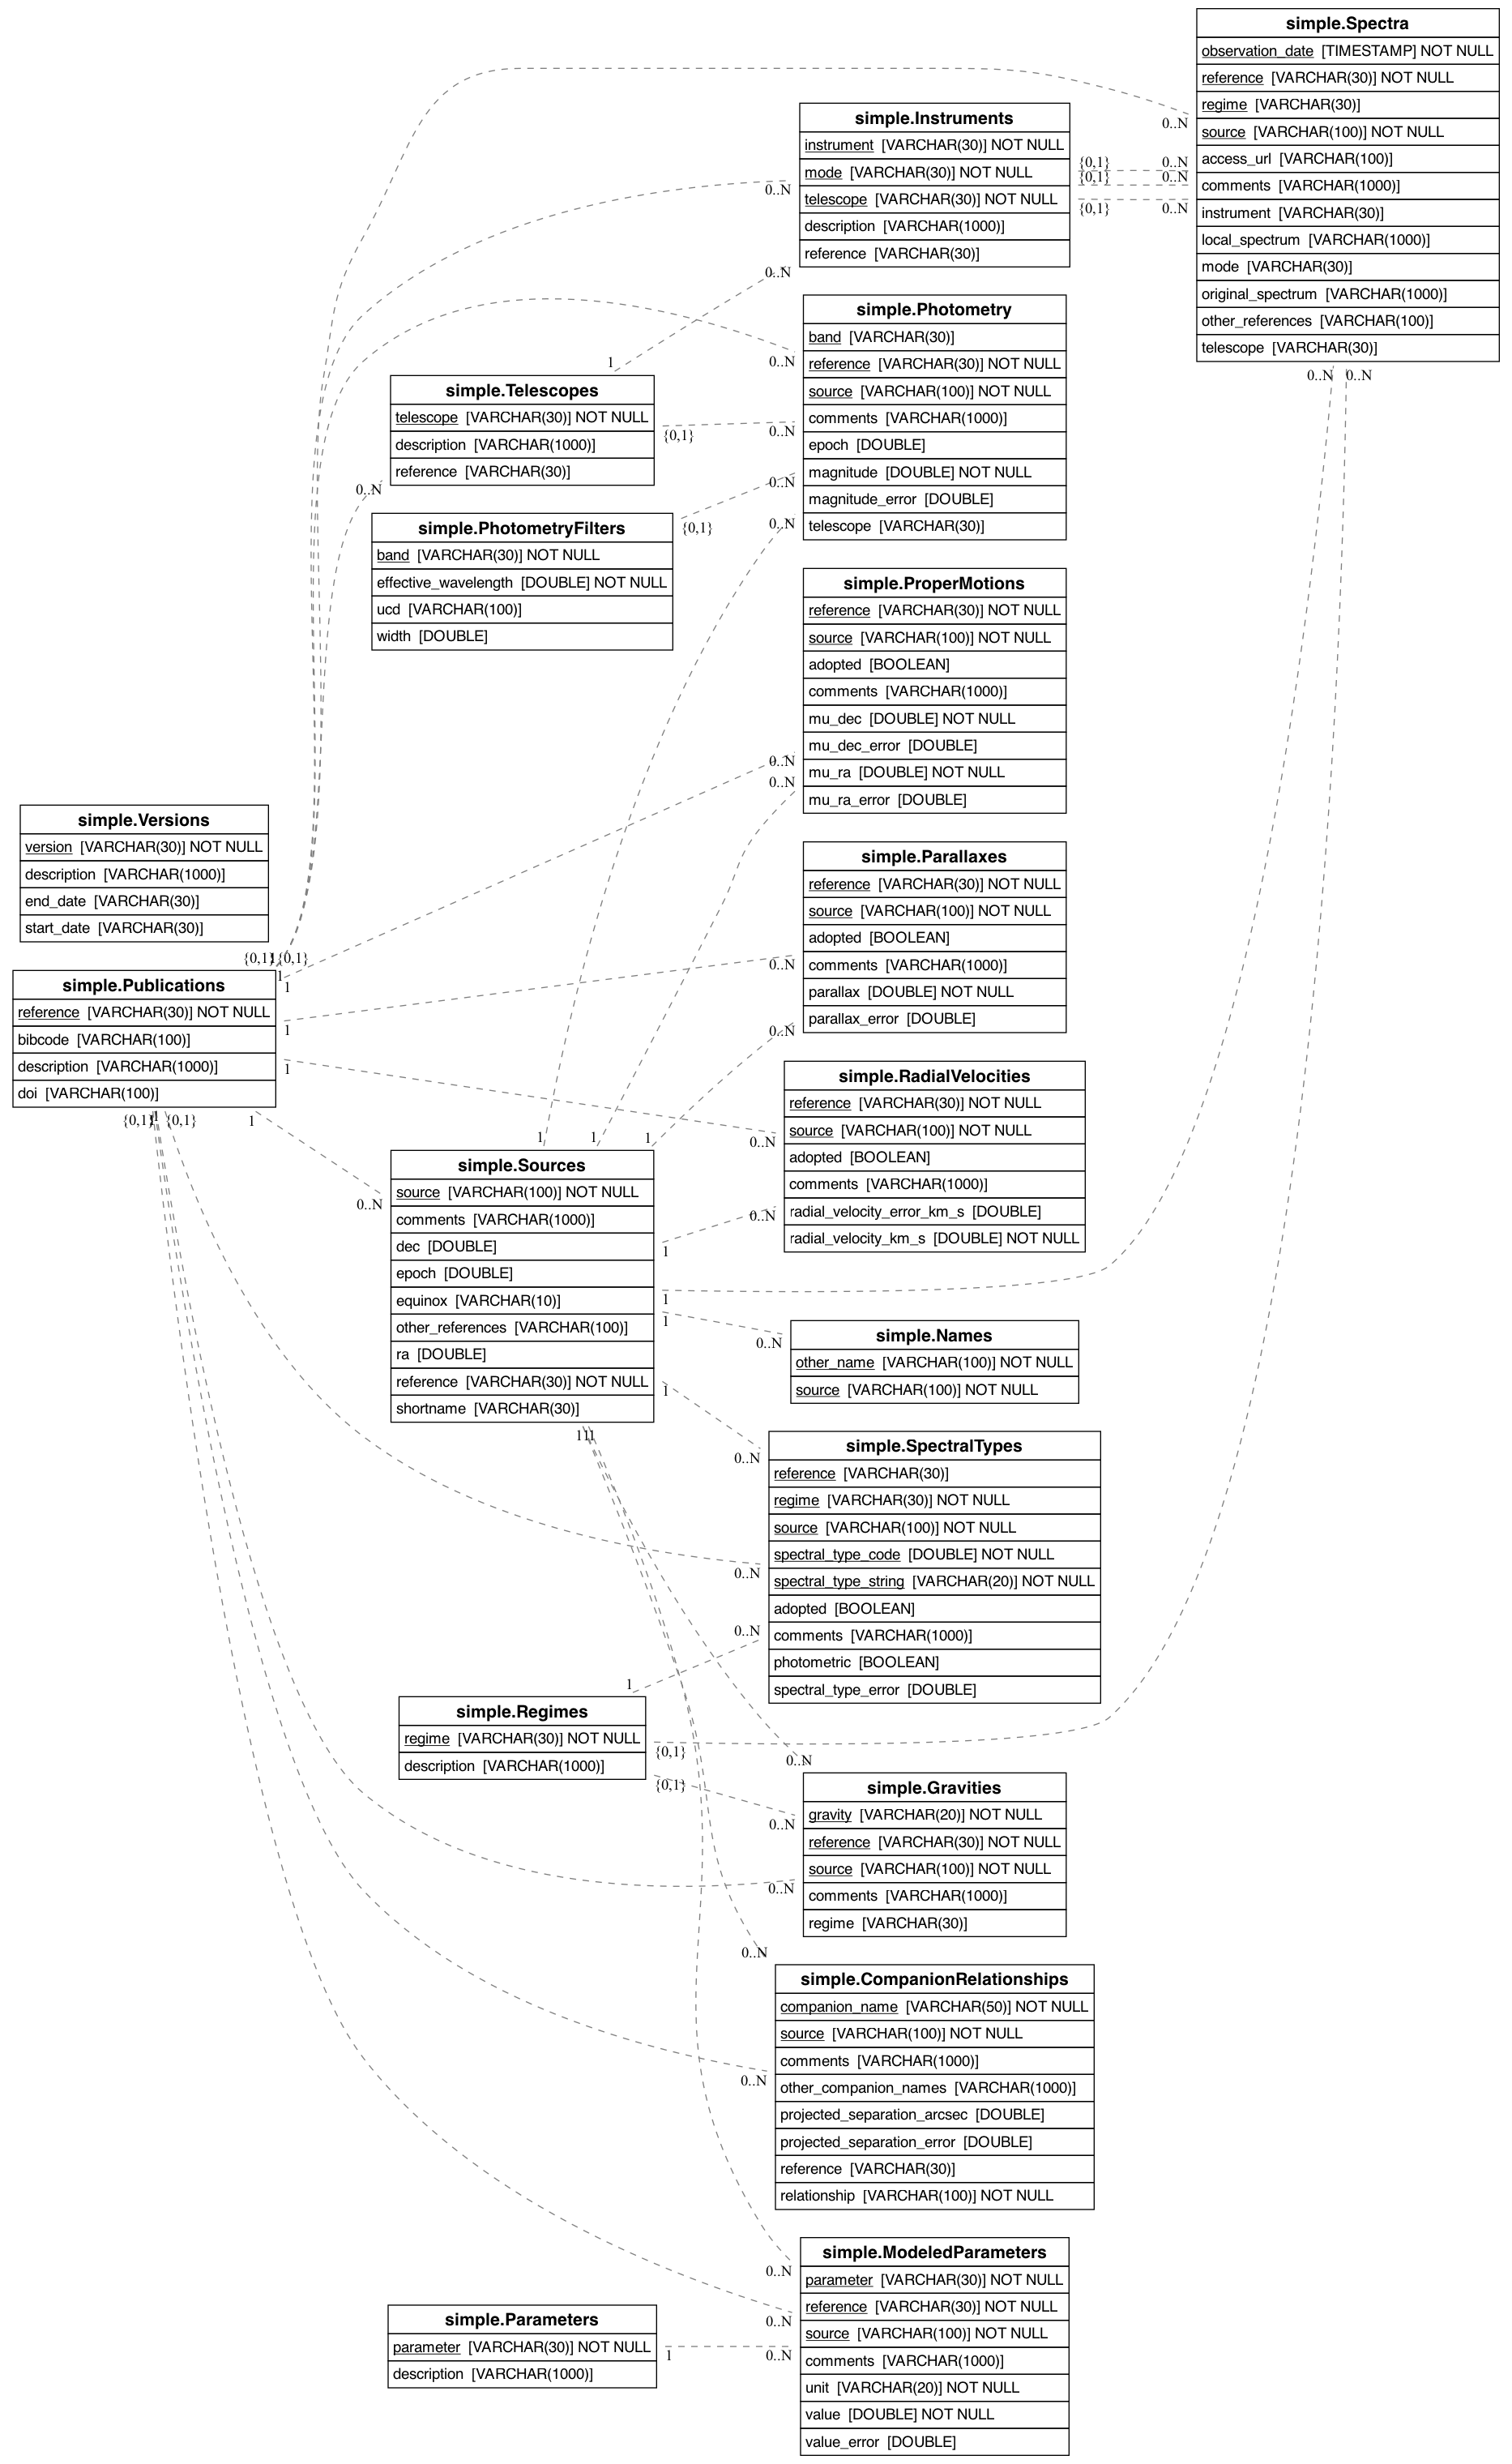 simple.Spectra
observation_date [TIMESTAMP] NOT NULL
reference [VARCHAR(30)] NOT NULL
regime [VARCHAR(30)]
source [VARCHAR(100)] NOT NULL
access_url [VARCHAR(100)]
comments [VARCHAR(1000)]
instrument [VARCHAR(30)]
local_spectrum [VARCHAR(1000)]
mode [VARCHAR(30)]
original_spectrum [VARCHAR(1000)]
other_references [VARCHAR(100)]
telescope [VARCHAR(30)]
0..N
{0,1} 0..N
{0,1} 0..N
{0,1} 0..N
0..N 0..N
simple.Instruments
instrument [VARCHAR(30)] NOT NULL
mode [VARCHAR(30)] NOT NULL
telescope [VARCHAR(30)] NOT NULL
description [VARCHAR(1000)]
reference [VARCHAR(30)]
0..N
0..N
1
simple.Photometry
band [VARCHAR(30)]
reference [VARCHAR(30)] NOT NULL
source [VARCHAR(100)] NOT NULL
comments [VARCHAR(1000)]
epoch [DOUBLE]
magnitude [DOUBLE] NOT NULL
magnitude_error [DOUBLE]
telescope [VARCHAR(30)]
0..N
{0,1} 0..N
0..N
{0,1}
0..N
simple.Telescopes
telescope [VARCHAR(30)] NOT NULL
description [VARCHAR(1000)]
reference [VARCHAR(30)]
0..N
simple.PhotometryFilters
band [VARCHAR(30)] NOT NULL
effective_wavelength [DOUBLE] NOT NULL
ucd [VARCHAR(100)]
width [DOUBLE]
simple.ProperMotions
reference [VARCHAR(30)] NOT NULL
source [VARCHAR(100)] NOT NULL
adopted [BOOLEAN]
comments [VARCHAR(1000)]
mu_dec [DOUBLE] NOT NULL
mu_dec_error [DOUBLE]
mu_ra [DOUBLE] NOT NULL
mu_ra_error [DOUBLE]
0..N
0..N
simple.Versions
version [VARCHAR(30)] NOT NULL
description [VARCHAR(1000)]
end_date [VARCHAR(30)]
start_date [VARCHAR(30)]
simple.Parallaxes
reference [VARCHAR(30)] NOT NULL
source [VARCHAR(100)] NOT NULL
adopted [BOOLEAN]
comments [VARCHAR(1000)]
parallax [DOUBLE] NOT NULL
parallax_error [DOUBLE]
0..N
0..N
{0,1} 1 {0,1}
1
1
simple.Publications
reference [VARCHAR(30)] NOT NULL
bibcode [VARCHAR(100)]
description [VARCHAR(1000)]
doi [VARCHAR(100)]
1
1
{0,1} 1 {0,1} 1
simple.RadialVelocities
reference [VARCHAR(30)] NOT NULL
source [VARCHAR(100)] NOT NULL
adopted [BOOLEAN]
comments [VARCHAR(1000)]
radial_velocity_error_km_s [DOUBLE]
radial_velocity_km_s [DOUBLE] NOT NULL
0..N
0..N
1 1 1
simple.Sources
source [VARCHAR(100)] NOT NULL
comments [VARCHAR(1000)]
dec [DOUBLE]
epoch [DOUBLE]
equinox [VARCHAR(10)]
other_references [VARCHAR(100)]
ra [DOUBLE]
reference [VARCHAR(30)] NOT NULL
shortname [VARCHAR(30)]
0..N
1
1
1
1
111
simple.Names
other_name [VARCHAR(100)] NOT NULL
source [VARCHAR(100)] NOT NULL
0..N
simple.SpectralTypes
reference [VARCHAR(30)]
regime [VARCHAR(30)] NOT NULL
source [VARCHAR(100)] NOT NULL
spectral_type_code [DOUBLE] NOT NULL
spectral_type_string [VARCHAR(20)] NOT NULL
adopted [BOOLEAN]
comments [VARCHAR(1000)]
photometric [BOOLEAN]
spectral_type_error [DOUBLE]
0..N
0..N
0..N
1
simple.Regimes
regime [VARCHAR(30)] NOT NULL
description [VARCHAR(1000)]
{0,1}
{0,1}
0..N
simple.Gravities
gravity [VARCHAR(20)] NOT NULL
reference [VARCHAR(30)] NOT NULL
source [VARCHAR(100)] NOT NULL
comments [VARCHAR(1000)]
regime [VARCHAR(30)]
0..N
0..N
0..N
simple.CompanionRelationships
companion_name [VARCHAR(50)] NOT NULL
source [VARCHAR(100)] NOT NULL
comments [VARCHAR(1000)]
other_companion_names [VARCHAR(1000)]
projected_separation_arcsec [DOUBLE]
projected_separation_error [DOUBLE]
reference [VARCHAR(30)]
relationship [VARCHAR(100)] NOT NULL
0..N
simple.ModeledParameters
parameter [VARCHAR(30)] NOT NULL
reference [VARCHAR(30)] NOT NULL
source [VARCHAR(100)] NOT NULL
comments [VARCHAR(1000)]
unit [VARCHAR(20)] NOT NULL
value [DOUBLE] NOT NULL
value_error [DOUBLE]
0..N
0..N
1 0..N
simple.Parameters
parameter [VARCHAR(30)] NOT NULL
description [VARCHAR(1000)]